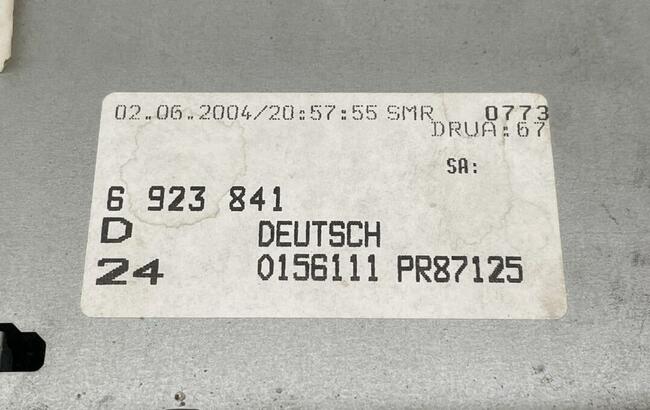 02.06.2004/20:57:55 SMR 0773
DRUA:67
SA:
6 923 841
D DEUTSCH
24 0156111 PR87125